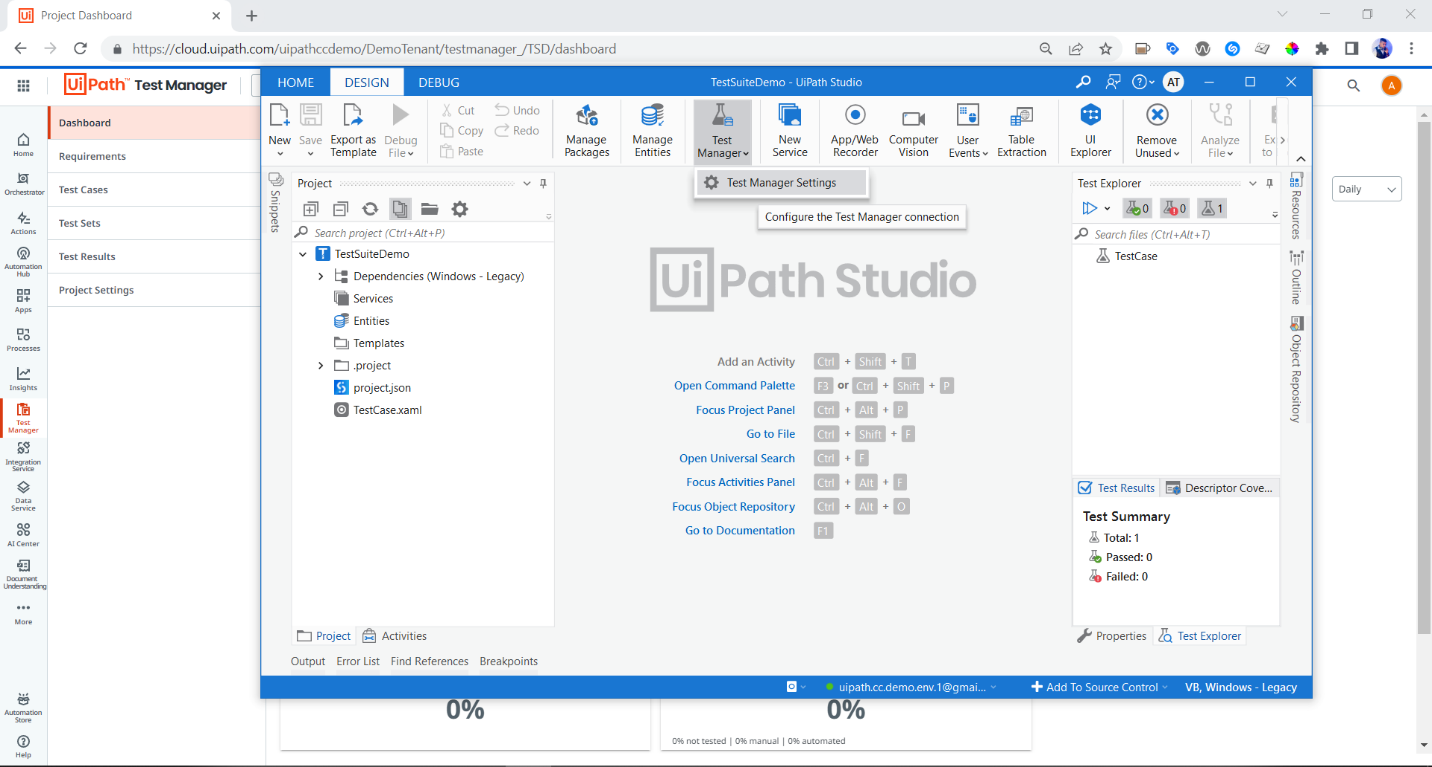 Project Dashboard
https://cloud.uipath.com/uipathccdemo/DemoTenant/testmanager_/TSD/dashboard
UiPath™ Test Manager
A
Home
Orchestrator
Actions
Automation Hub
Apps
Processes
Insights
Test Manager
Integration Service
Data Service
AI Center
Document Understanding
More
Automation Store
Help
Dashboard
Requirements
Test Cases
Test Sets
Test Results
Project Settings
Daily
HOME DESIGN DEBUG
TestSuiteDemo - UiPath Studio
AT
New
Save
Export as Template
Debug File
Cut
Copy
Paste
Undo
Redo
Manage Packages
Manage Entities
Test Manager
New Service
App/Web Recorder
Computer Vision
User Events
Table Extraction
UI Explorer
Remove Unused
Analyze File
Ex
to
Test Manager Settings
Configure the Test Manager connection
Snippets
Project
Search project (Ctrl+Alt+P)
TestSuiteDemo
Dependencies (Windows - Legacy)
Services
Entities
Templates
.project
project.json
TestCase.xaml
Project Activities
UiPath Studio
Add an Activity Ctrl + Shift + T
Open Command Palette F3 or Ctrl + Shift + P
Focus Project Panel Ctrl + Alt + P
Go to File Ctrl + Shift + F
Open Universal Search Ctrl + F
Focus Activities Panel Ctrl + Alt + F
Focus Object Repository Ctrl + Alt + O
Go to Documentation F1
Test Explorer
0 0 1
Search files (Ctrl+Alt+T)
TestCase
Test Results Descriptor Cove...
Test Summary
Total: 1
Passed: 0
Failed: 0
Properties Test Explorer
Resources
Outline
Object Repository
Output Error List Find References Breakpoints
uipath.cc.demo.env.1@gmai...
Add To Source Control
VB, Windows - Legacy
0%
0%
0% not tested | 0% manual | 0% automated